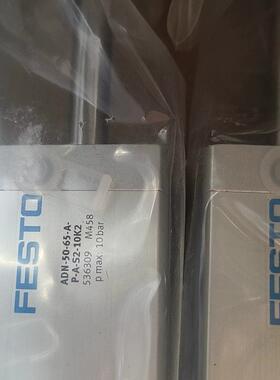 FESTO
ADN-50-65-A-
P-A-S2-10K2
536309 M458
p max: 10 bar
FESTO